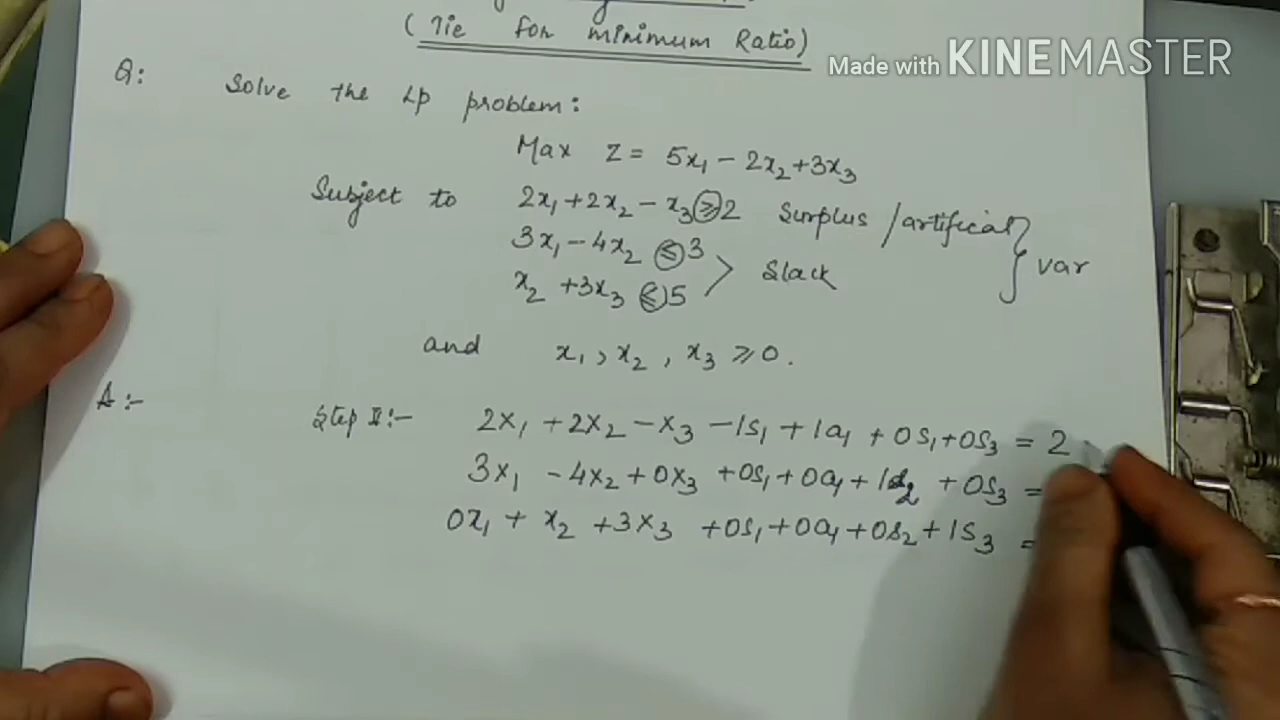 (Tie for minimum Ratio)
Made with KINEMASTER
Q: Solve the LP problem:
Max Z = 5x₁ - 2x₂ + 3x₃
Subject to 2x₁ + 2x₂ - x₃ ≥ 2 Surplus / artifical } var
3x₁ - 4x₂ ≤ 3 > Slack
x₂ + 3x₃ ≤ 5
and x₁, x₂, x₃ ≥ 0.
A:- Step II:- 2x₁ + 2x₂ - x₃ - 1s₁ + 1a₁ + 0s₁ + 0s₃ = 2
3x₁ - 4x₂ + 0x₃ + 0s₁ + 0a₁ + 1s₂ + 0s₃ =
0x₁ + x₂ + 3x₃ + 0s₁ + 0a₁ + 0s₂ + 1s₃ =